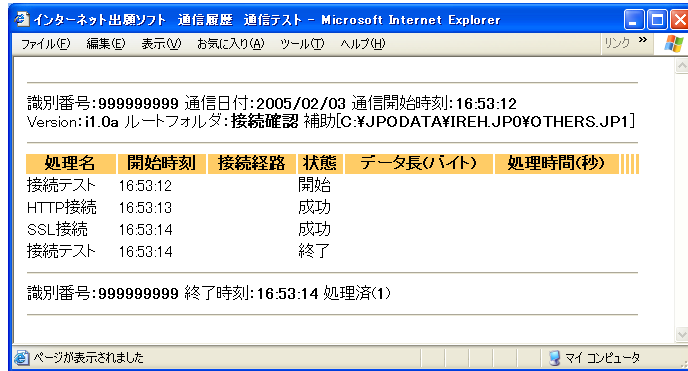 インターネット出願ソフト 通信履歴 通信テスト - Microsoft Internet Explorer
ファイル(F) 編集(E) 表示(V) お気に入り(A) ツール(T) ヘルプ(H) リンク »
識別番号:999999999 通信日付:2005/02/03 通信開始時刻:16:53:12
Version:i1.0a ルートフォルダ:接続確認 補助[C:¥JPODATA¥IREH.JP0¥OTHERS.JP1]
処理名 開始時刻 接続経路 状態 データ長(バイト) 処理時間(秒)
接続テスト 16:53:12 開始
HTTP接続 16:53:13 成功
SSL接続 16:53:14 成功
接続テスト 16:53:14 終了
識別番号:999999999 終了時刻:16:53:14 処理済(1)
ページが表示されました マイ コンピュータ